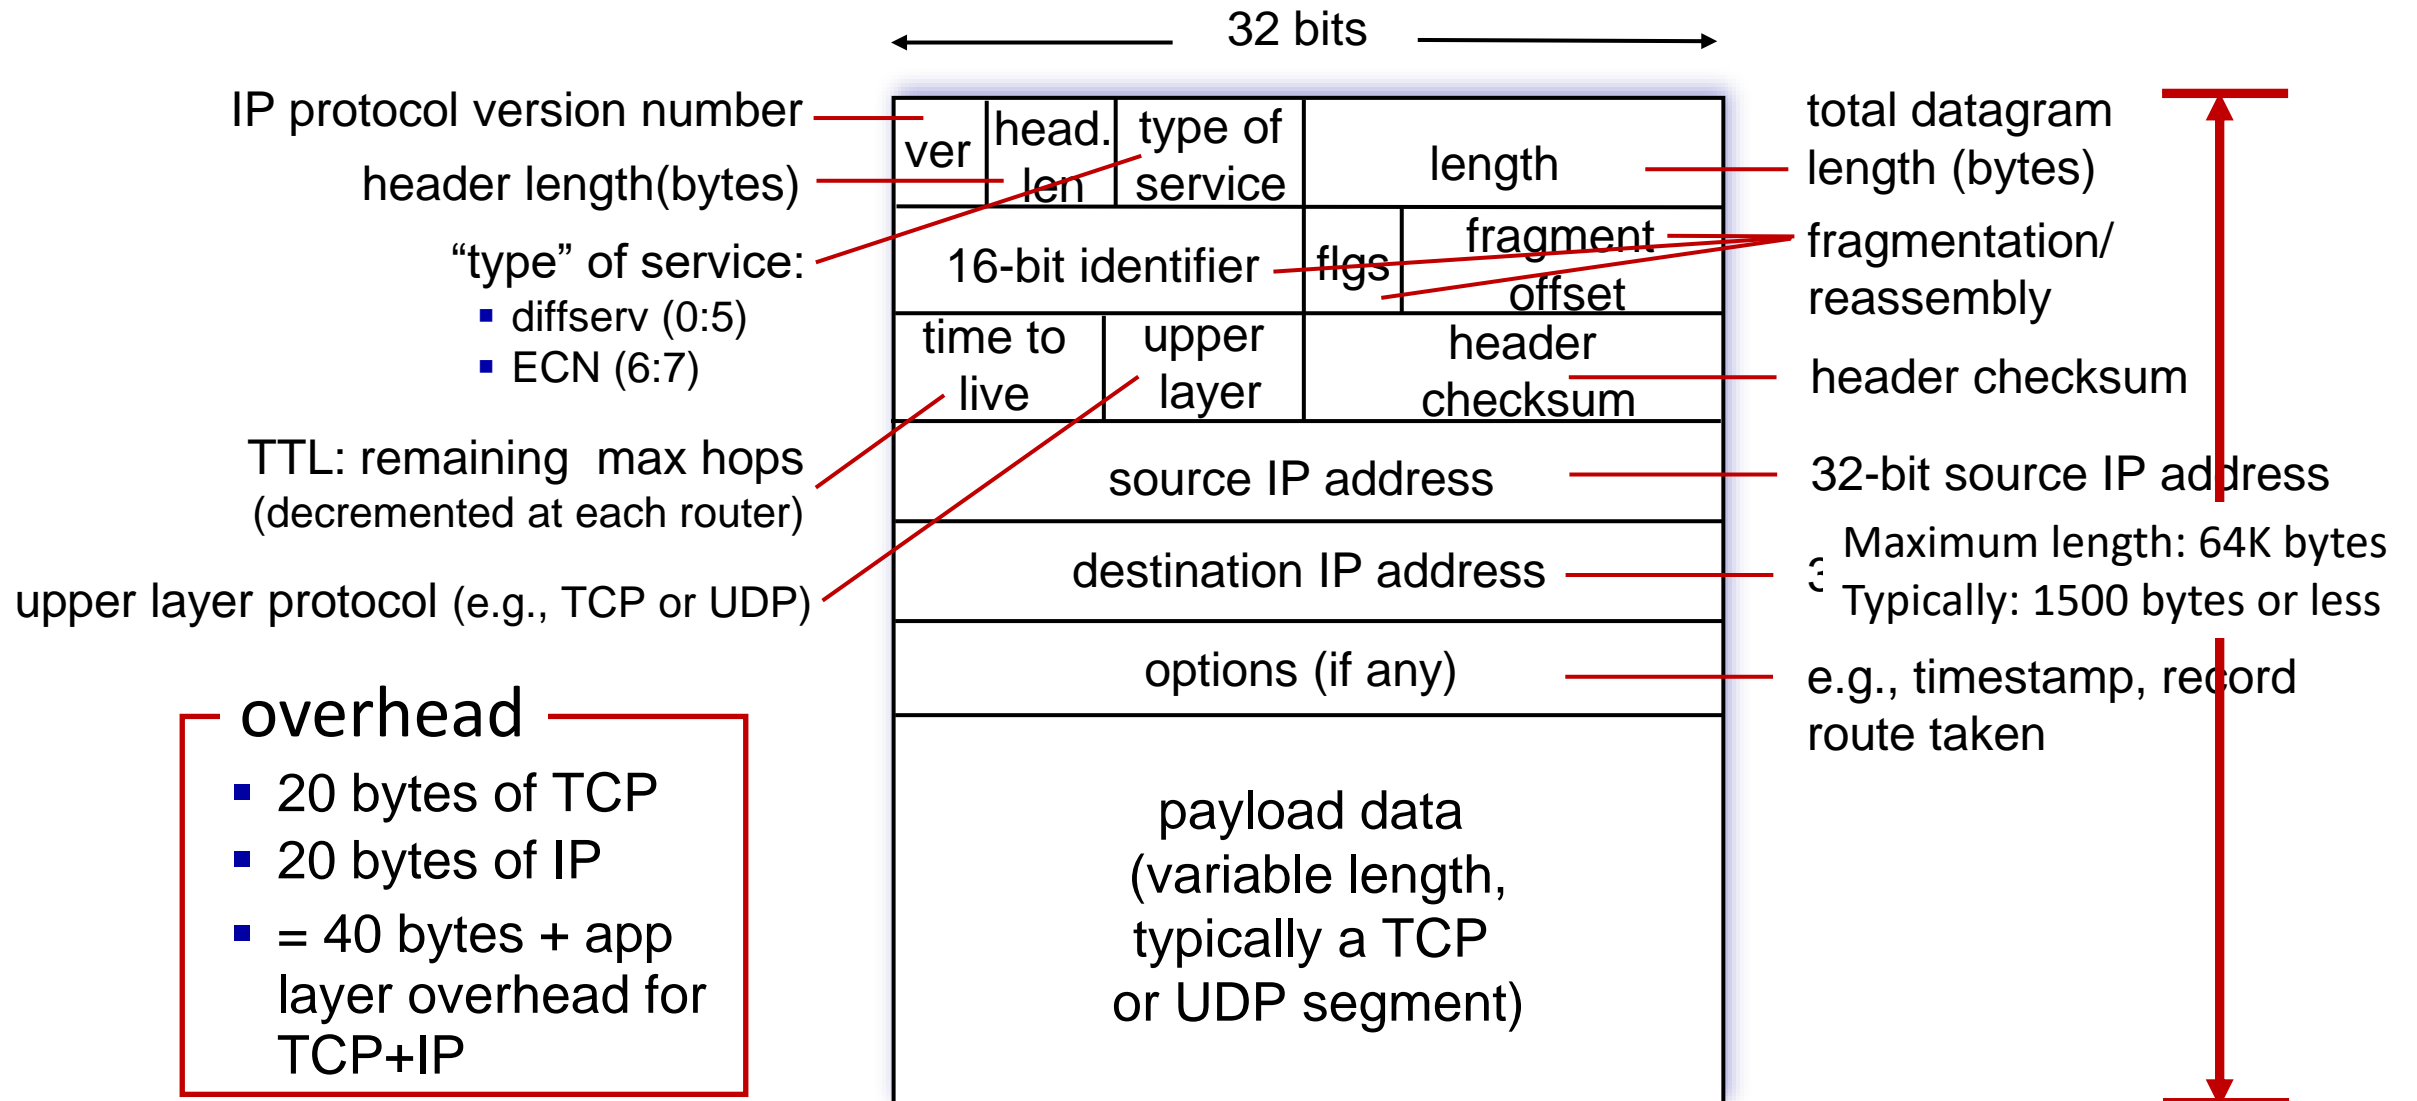 32 bits
IP protocol version number
header length(bytes)
“type” of service:
▪ diffserv (0:5)
▪ ECN (6:7)
TTL: remaining  max hops
(decremented at each router)
upper layer protocol (e.g., TCP or UDP)
overhead
▪ 20 bytes of TCP
▪ 20 bytes of IP
▪ = 40 bytes + app
layer overhead for
TCP+IP
ver
head.
len
type of
service
length
16-bit identifier
flgs
fragment
offset
time to
live
upper
layer
header
checksum
source IP address
destination IP address
options (if any)
payload data
(variable length,
typically a TCP
or UDP segment)
total datagram
length (bytes)
fragmentation/
reassembly
header checksum
32-bit source IP address
Maximum length: 64K bytes
Typically: 1500 bytes or less
e.g., timestamp, record
route taken